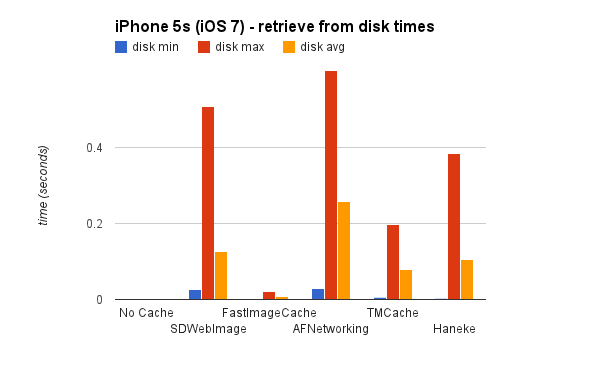 iPhone 5s (iOS 7) - retrieve from disk times
disk min disk max disk avg
time (seconds)
0.4
0.2
0
No Cache FastImageCache TMCache
SDWebImage AFNetworking Haneke